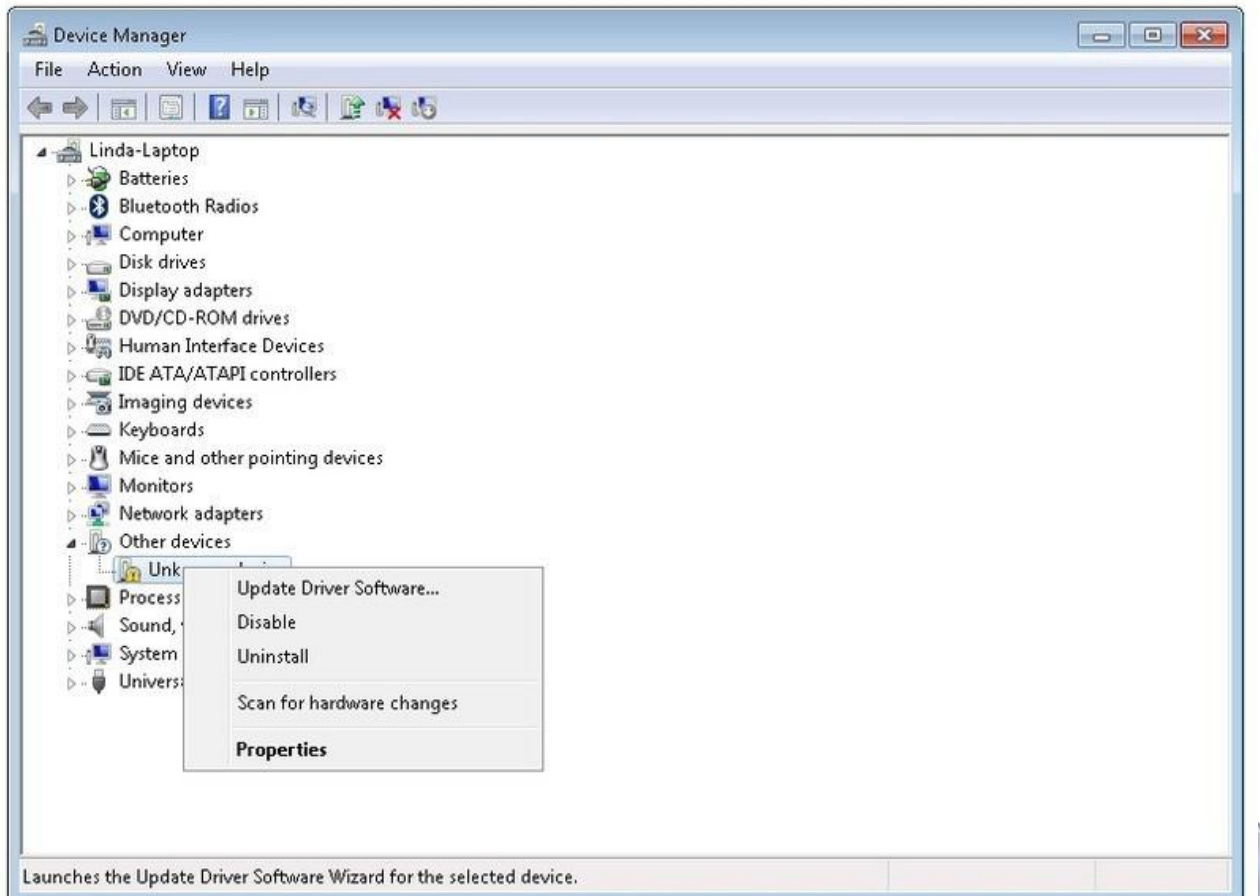 Device Manager
File Action View Help
Linda-Laptop
Batteries
Bluetooth Radios
Computer
Disk drives
Display adapters
DVD/CD-ROM drives
Human Interface Devices
IDE ATA/ATAPI controllers
Imaging devices
Keyboards
Mice and other pointing devices
Monitors
Network adapters
Other devices
Unk
Process
Sound,
System
Univers
Update Driver Software...
Disable
Uninstall
Scan for hardware changes
Properties
Launches the Update Driver Software Wizard for the selected device.